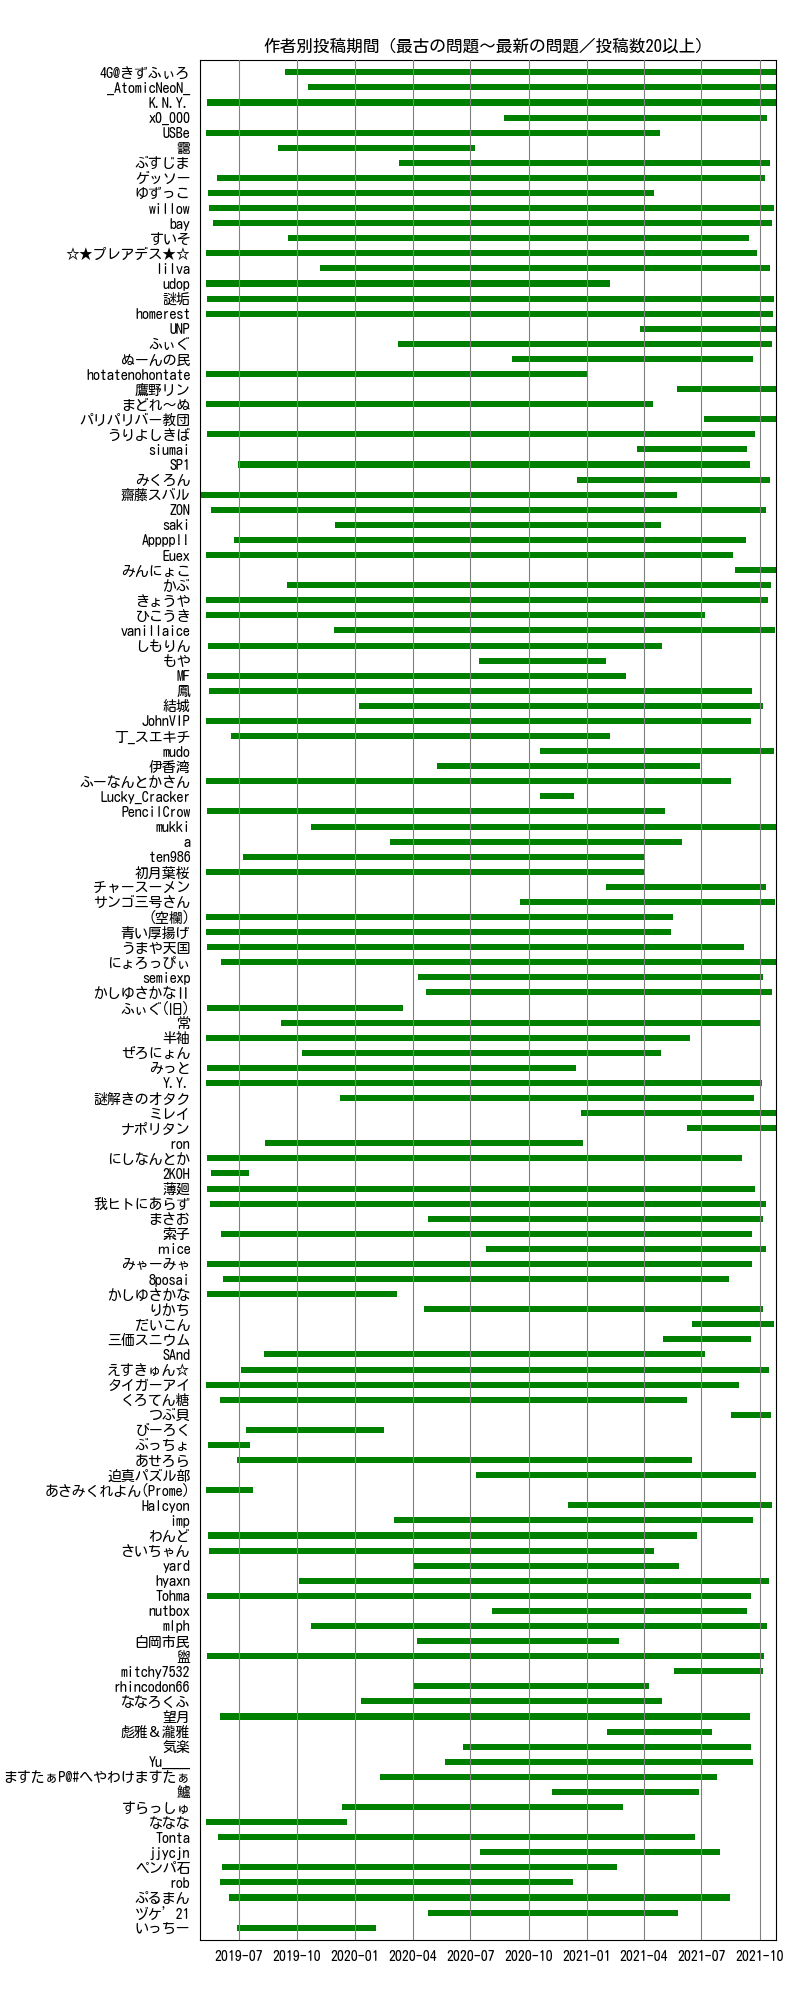 作者別投稿期間（最古の問題～最新の問題／投稿数20以上）
4G@きずふぃろ
_AtomicNeoN_
K.N.Y.
xO_OOO
USBe
靄
ぷすじま
ゲッソー
ゆずっこ
willow
bay
すいそ
☆★プレアデス★☆
lilva
udop
謎垢
homerest
UNP
ふぃぐ
ぬーんの民
hotatenohontate
鷹野リン
まどれ～ぬ
パリパリバー教団
うりよしきば
siumai
SP1
みくろん
齋藤スバル
ZON
saki
Appppll
Euex
みんにょこ
かぶ
きょうや
ひこうき
vanillaice
しもりん
もや
MF
鳳
結城
JohnVIP
丁_スエキチ
mudo
伊香湾
ふーなんとかさん
Lucky_Cracker
PencilCrow
mukki
a
ten986
初月葉桜
チャースーメン
サンゴ三号さん
(空欄)
青い厚揚げ
うまや天国
にょろっぴぃ
semiexp
かしゆさかなII
ふぃぐ(旧)
常
半袖
ぜろにょん
みっと
Y.Y.
謎解きのオタク
ミレイ
ナポリタン
ron
にしなんとか
2KOH
薄廻
我ヒトにあらず
まさお
索子
mice
みゃーみゃ
8posai
かしゆさかな
りかち
だいこん
三価スニウム
SAnd
えすきゅん☆
タイガーアイ
くろてん糖
つぶ貝
びーろく
ぶっちょ
あせろら
迫真パズル部
あさみくれよん(Prome)
Halcyon
imp
わんど
さいちゃん
yard
hyaxn
Tohma
nutbox
mlph
白岡市民
盥
mitchy7532
rhincodon66
ななろくふ
望月
彪雅＆瀧雅
気楽
Yu____
ますたぁP@#へやわけますたぁ
鱸
すらっしゅ
ななな
Tonta
jjycjn
ペンパ石
rob
ぷるまん
ヅケ’21
いっちー
2019-07 2019-10 2020-01 2020-04 2020-07 2020-10 2021-01 2021-04 2021-07 2021-10